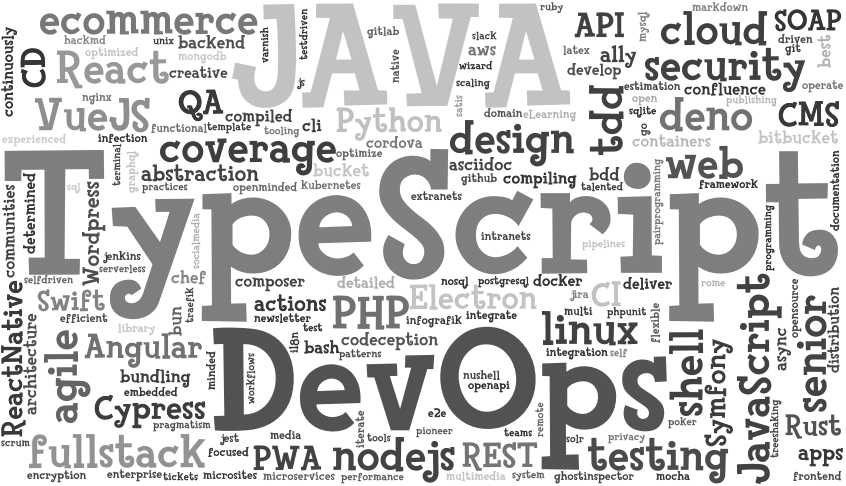 ecommerce
JAVA
ruby
slack
API
mysql
markdown
cloud
SOAP
driven
git
best
continuously
CD
hackmd
unix
backend
optimized
mongodb
React
creative
varnish
testdriven
js
gitlab
native
aws
wizard
scaling
satis
latex
ally
develop
security
operate
nginx
VueJS
QA
compiled
functional
template
tooling
cli
Python
cordova
domain
eLearning
tdd
estimation
open
sqlite
go
confluence
publishing
deno
containers
CMS
bitbucket
experienced
infection
terminal
graphql
coverage
optimize
design
asciidoc
github
compiling
bdd
talented
pairprogramming
web
framework
documentation
abstraction
practices
openminded
Kubernetes
bucket
extranets
TypeScript
communities
determined
sql
Wordpress
socialmedia
intranets
pipelines
programming
jenkins
serverless
selfdriven
chef
composer
detailed
nosql
postgresql
docker
deliver
rome
Swift
efficient
library
bun
traefik
actions
newsletter
PHP
infografik
Electron
integrate
jira
CI
multi
phpunit
flexible
linux
integration
self
opensource
distribution
ReactNative
architecture
agile
Angular
bundling
embedded
Cypress
pragmatism
minded
DevOps
workflows
i18n
test
bash
codeception
patterns
nushell
openapi
shell
Symfony
JavaScript
async
senior
treeshaking
Rust
scrum
fullstack
jest
focused
media
PWA
iterate
tools
pioneer
e2e
nodejs
REST
teams
remote
solr
privacy
poker
testing
apps
encryption
enterprise
tickets
microsites
microservices
performance
multimedia
system
ghostinspector
mocha
frontend